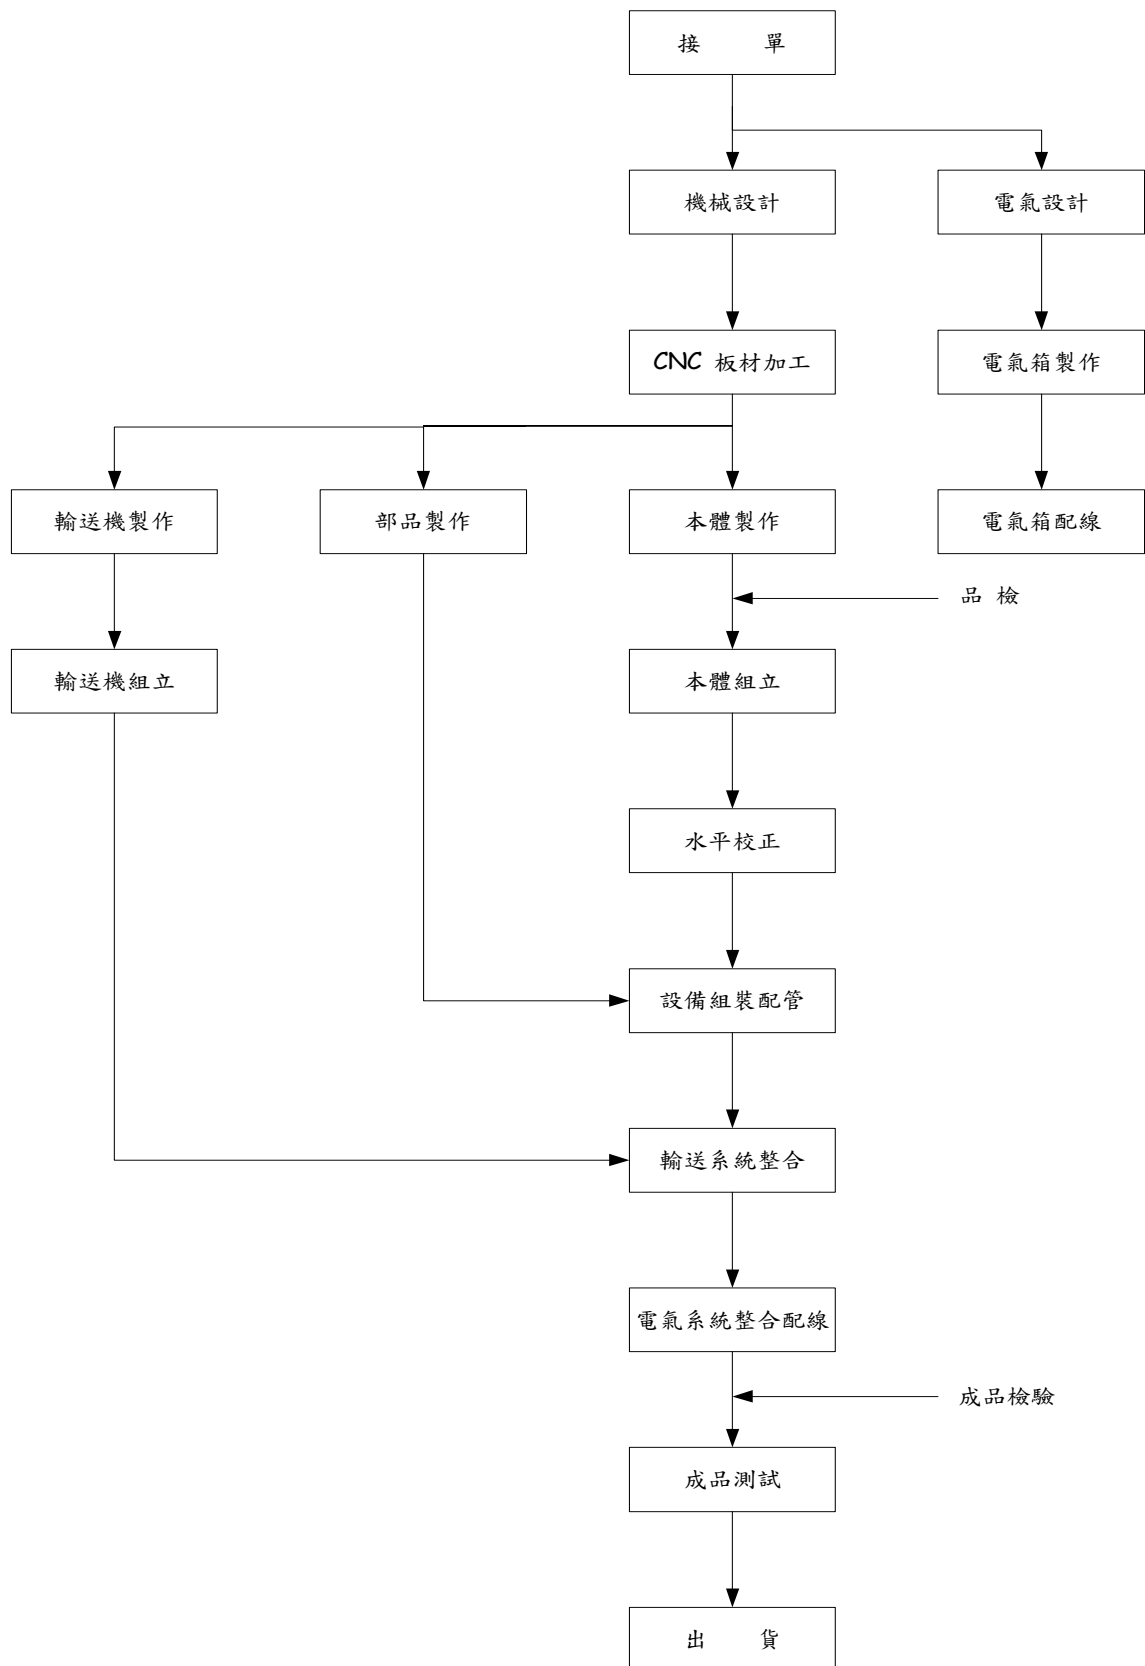 接 單
機械設計
電氣設計
CNC 板材加工
電氣箱製作
輸送機製作
部品製作
本體製作
電氣箱配線
品 檢
輸送機組立
本體組立
水平校正
設備組裝配管
輸送系統整合
電氣系統整合配線
成品檢驗
成品測試
出 貨